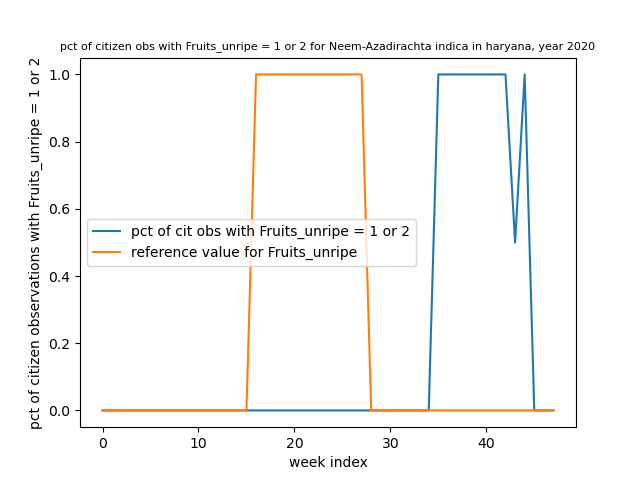 pct of citizen obs with Fruits_unripe = 1 or 2 for Neem-Azadirachta indica in haryana, year 2020
pct of citizen observations with Fruits_unripe = 1 or 2
1.0
0.8
0.6
0.4
0.2
0.0
pct of cit obs with Fruits_unripe = 1 or 2
reference value for Fruits_unripe
0 10 20 30 40
week index